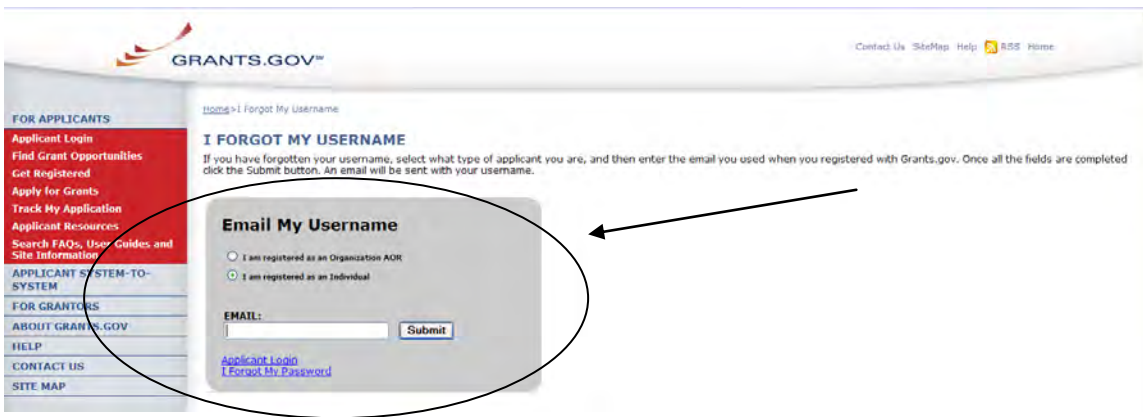 GRANTS.GOV℠
Contact Us SiteMap Help RSS Home
FOR APPLICANTS
Applicant Login
Find Grant Opportunities
Get Registered
Apply for Grants
Track My Application
Applicant Resources
Search FAQs, User Guides and
Site Information
APPLICANT SYSTEM-TO-
SYSTEM
FOR GRANTORS
ABOUT GRANTS.GOV
HELP
CONTACT US
SITE MAP
Home>I Forgot My Username
I FORGOT MY USERNAME
If you have forgotten your username, select what type of applicant you are, and then enter the email you used when you registered with Grants.gov. Once all the fields are completed
click the Submit button. An email will be sent with your username.
Email My Username
I am registered as an Organization AOR
I am registered as an Individual
EMAIL:
Submit
Applicant Login
I Forgot My Password